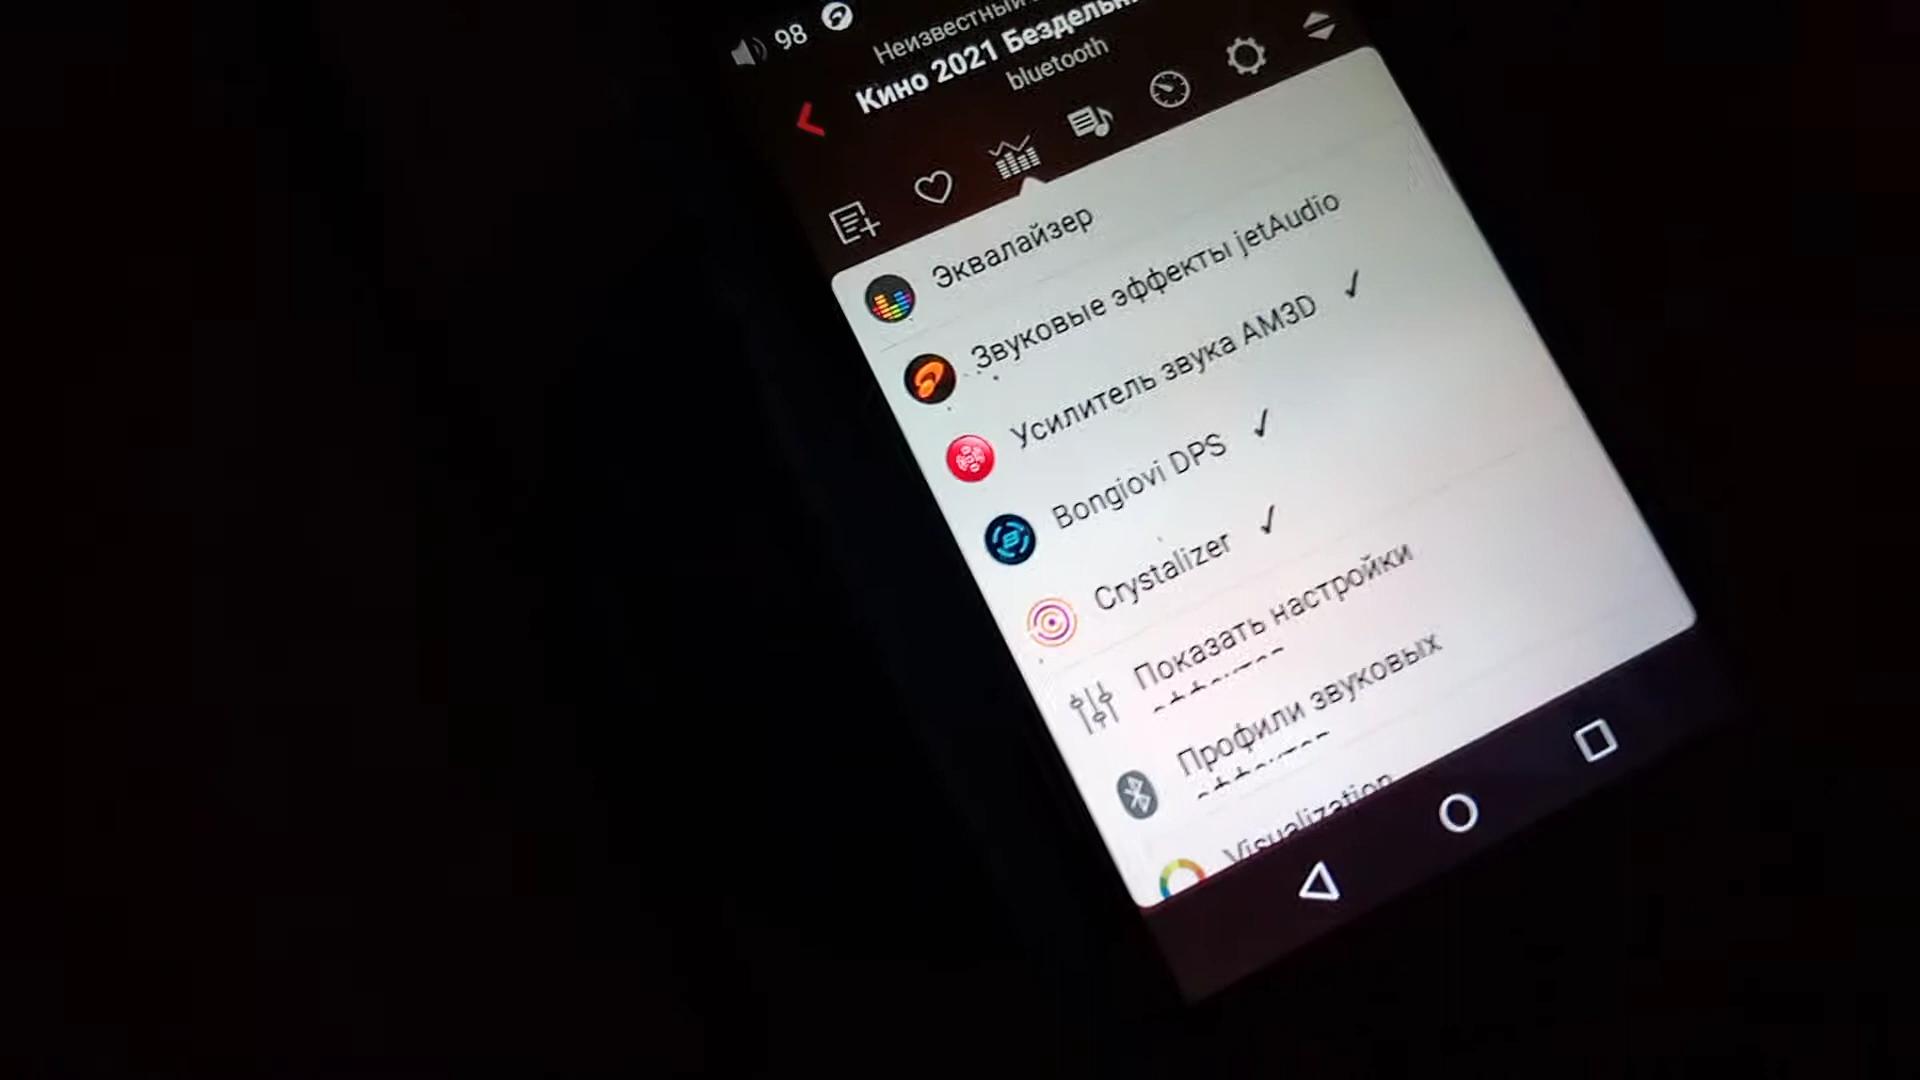 98
Неизвестный
Кино 2021
bluetooth
Эквалайзер
Звуковые эффекты jetAudio
Усилитель звука AM3D ✓
Bongiovi DPS ✓
Crystalizer ✓
Показать настройки
Профили звуковых
Visualization